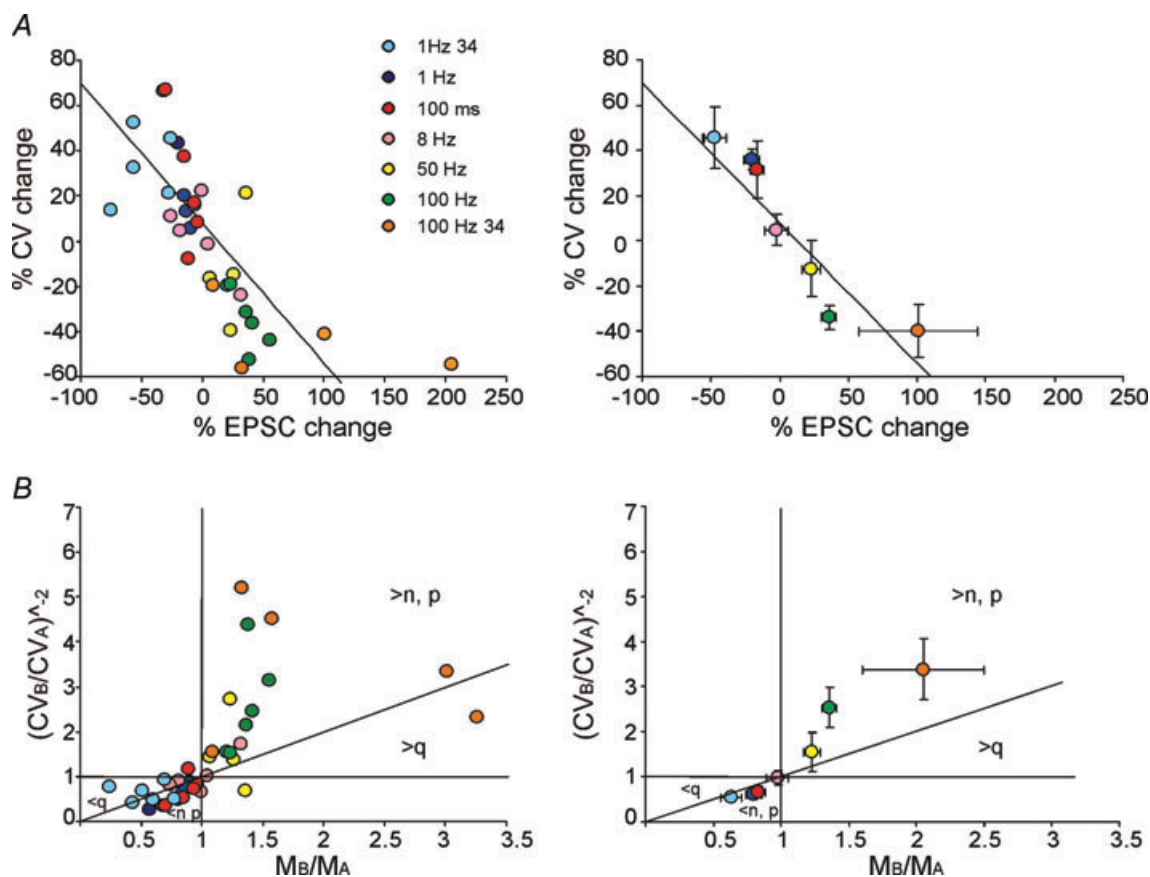 A
80
60
40
20
0
-20
-40
-60
% CV change
-100 -50 0 50 100 150 200 250
% EPSC change
1Hz 34
1 Hz
100 ms
8 Hz
50 Hz
100 Hz
100 Hz 34
80
60
40
20
0
-20
-40
-60
% CV change
-100 -50 0 50 100 150 200 250
% EPSC change
B
7
6
5
4
3
2
1
0
(CVB/CVA)^-2
>n, p
>q
<q
<n p
0.5 1 1.5 2 2.5 3 3.5
MB/MA
7
6
5
4
3
2
1
0
(CVB/CVA)^-2
>n, p
>q
<q
<n, p
0.5 1 1.5 2 2.5 3 3.5
MB/MA